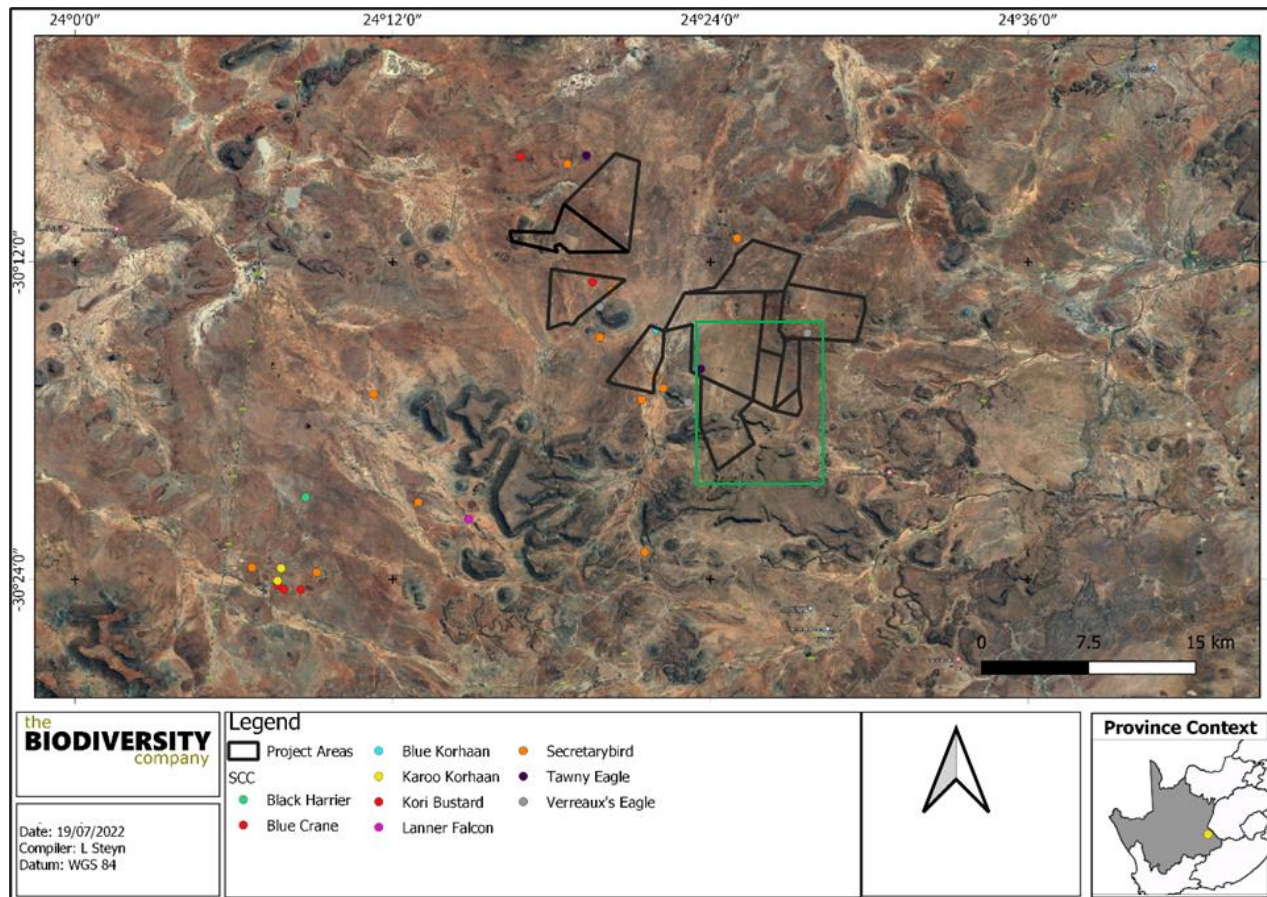 24°0'0" 24°12'0" 24°24'0" 24°36'0"
-30°12'0"
-30°24'0"
0 7.5 15 km
the
BIODIVERSITY
company
Date: 19/07/2022
Compiler: L Steyn
Datum: WGS 84
Legend
Project Areas
SCC
Black Harrier
Blue Crane
Blue Korhaan
Karoo Korhaan
Kori Bustard
Lanner Falcon
Secretarybird
Tawny Eagle
Verreaux's Eagle
Province Context